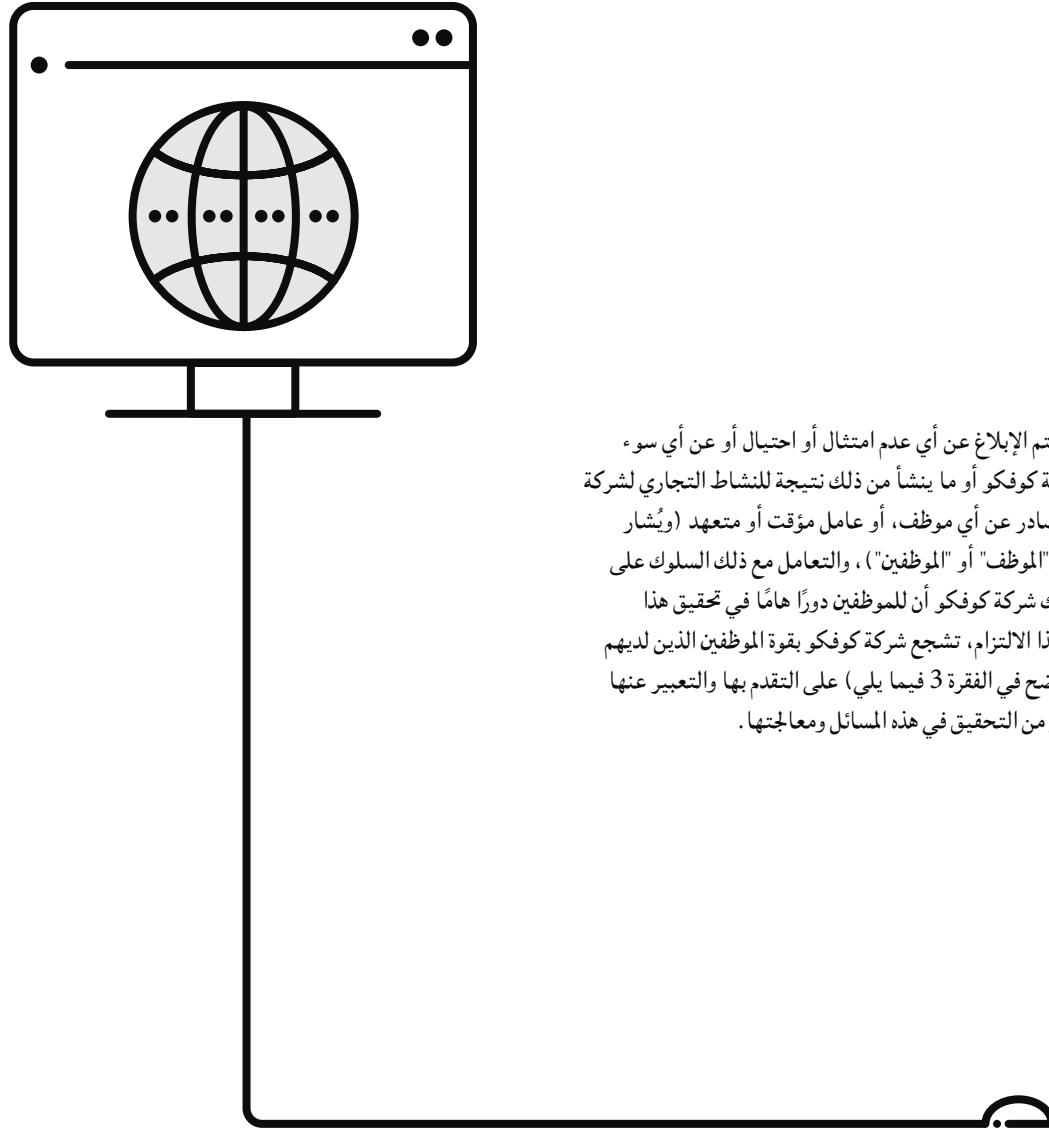 تم الإبلاغ عن أي عدم امتثال أو احتيال أو عن أي سوء
كوفكو أو ما ينشأ من ذلك نتيجة للنشاط التجاري لشركة
عن أي موظف، أو عامل مؤقت أو متعهد (ويُشار
"الموظف" أو "الموظفين")، والتعامل مع ذلك السلوك على
شركة كوفكو أن للموظفين دورًا هامًا في تحقيق هذا
الالتزام، تشجع شركة كوفكو بقوة الموظفين الذين لديهم
في الفقرة 3 فيما يلي) على التقدم بها والتعبير عنها
من التحقيق في هذه المسائل ومعالجتها.